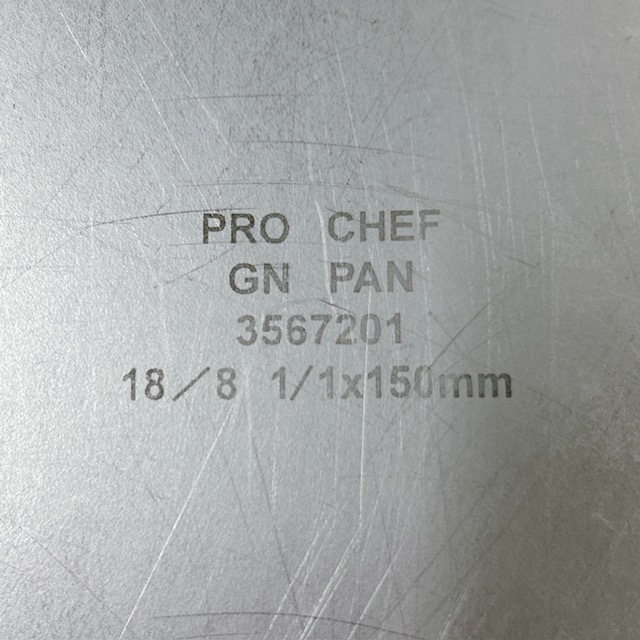 PRO CHEF
GN PAN
3567201
18/8 1/1x150mm